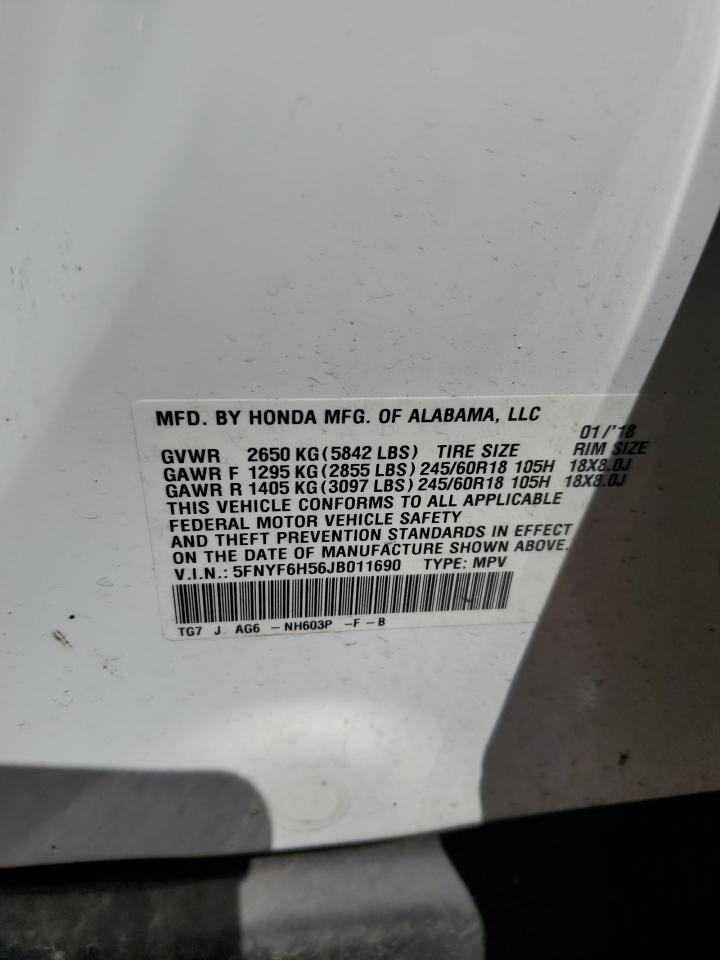 MFD. BY HONDA MFG. OF ALABAMA, LLC
01/'18
GVWR 2650 KG (5842 LBS) TIRE SIZE RIM SIZE
GAWR F 1295 KG (2855 LBS) 245/60R18 105H 18X8.0J
GAWR R 1405 KG (3097 LBS) 245/60R18 105H 18X8.0J
THIS VEHICLE CONFORMS TO ALL APPLICABLE
FEDERAL MOTOR VEHICLE SAFETY
AND THEFT PREVENTION STANDARDS IN EFFECT
ON THE DATE OF MANUFACTURE SHOWN ABOVE.
V.I.N.: 5FNYF6H56JB011690 TYPE: MPV
TG7 J AG6 -NH603P -F-B